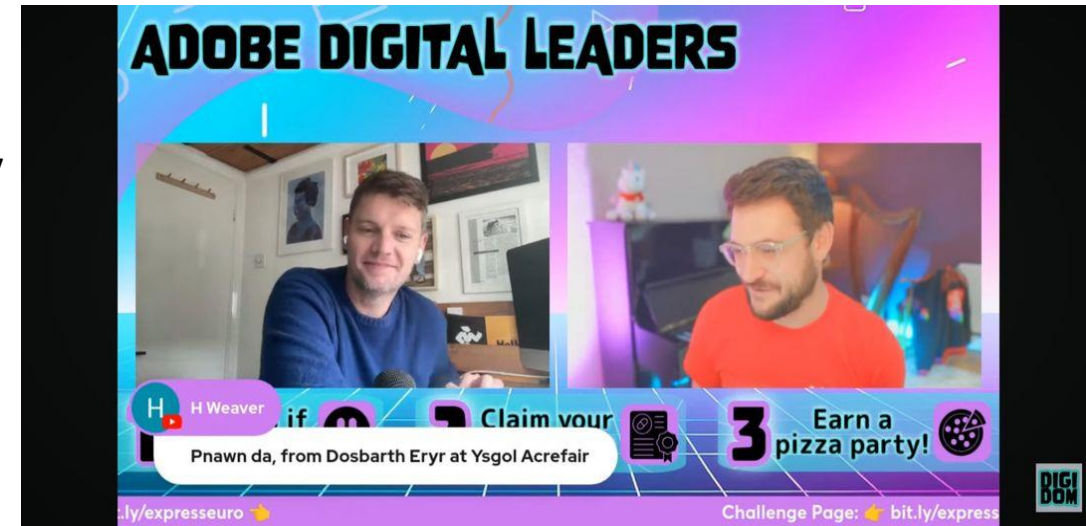 ADOBE DIGITAL LEADERS
H
H Weaver
if
2
Claim your
3
Earn a
pizza party!
Pnawn da, from Dosbarth Eryr at Ysgol Acrefair
.ly/expresseuro 👈
Challenge Page: 👉 bit.ly/express
DIGI
DOM